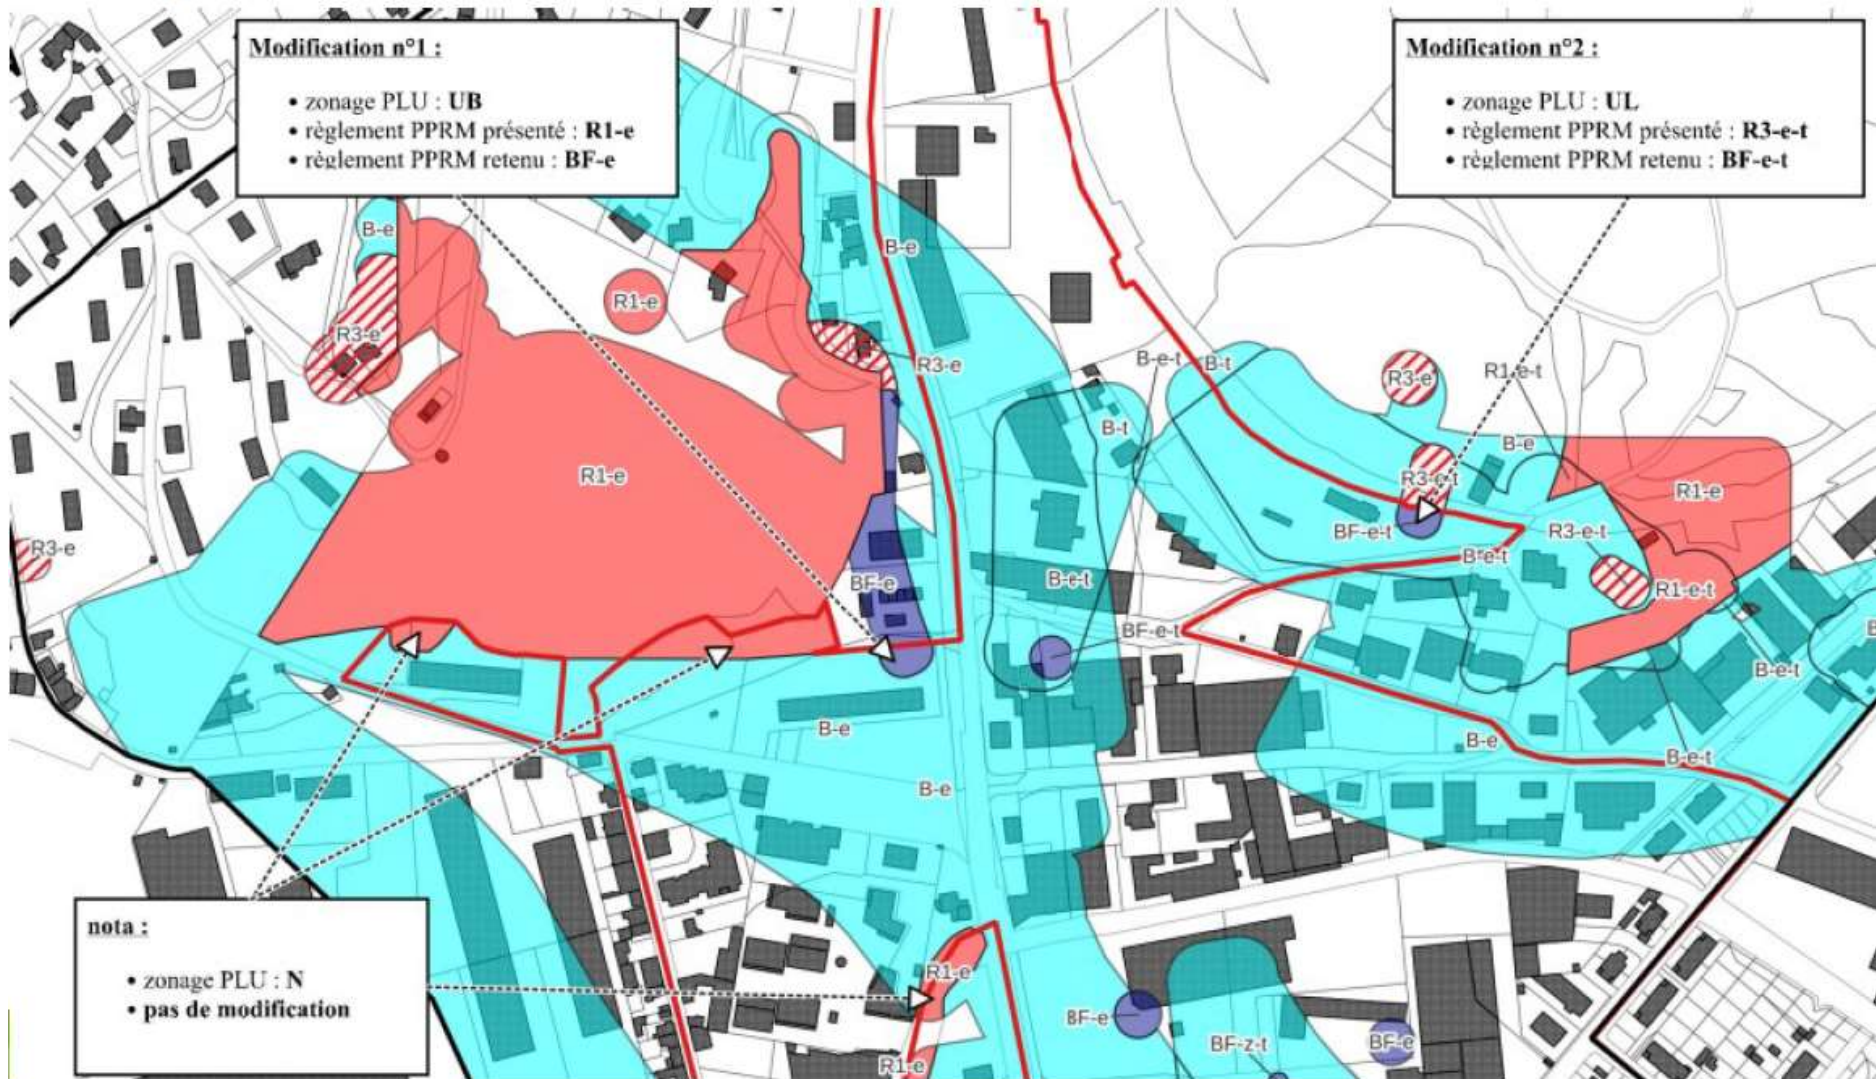 Modification n°1 :
• zonage PLU : UB
• règlement PPRM présenté : R1-e
• règlement PPRM retenu : BF-e
Modification n°2 :
• zonage PLU : UL
• règlement PPRM présenté : R3-e-t
• règlement PPRM retenu : BF-e-t
B-e
B-e
R1-e
R3-e
R3-e
B-e-t
B-t
R3-e
R1-e-t
B-t
B-e
R1-e
R3-e-t
R1-e
BF-e-t
R3-e-t
R3-e
B-e-t
BF-e
B-e-t
R1-e-t
BF-e-t
B-e-t
B-e
B-e
B-e-t
B-e
nota :
• zonage PLU : N
• pas de modification
R1-e
BF-e
BF-z-t
BF-e
R1-e